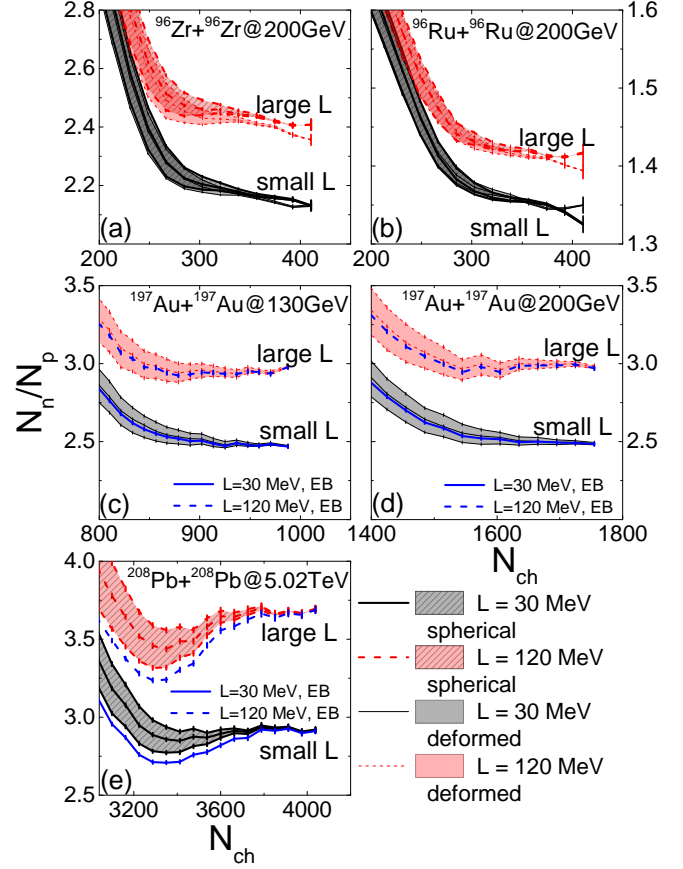 ⁹⁶Zr+⁹⁶Zr@200GeV
2.8
2.5
2.2
large L
small L
(a)
200 300 400
⁹⁶Ru+⁹⁶Ru@200GeV
1.6
1.5
1.4
1.3
large L
small L
(b)
200 300 400
Nₙ/Nₚ
¹⁹⁷Au+¹⁹⁷Au@130GeV
3.5
3.0
2.5
large L
small L
L=30 MeV, EB
L=120 MeV, EB
(c)
800 900 1000
¹⁹⁷Au+¹⁹⁷Au@200GeV
3.5
3.0
2.5
large L
small L
L=30 MeV, EB
L=120 MeV, EB
(d)
1400 1600 1800
N_ch
²⁰⁸Pb+²⁰⁸Pb@5.02TeV
4.0
3.5
3.0
2.5
large L
L=30 MeV, EB
L=120 MeV, EB
small L
(e)
3200 3600 4000
N_ch
L = 30 MeV
spherical
L = 120 MeV
spherical
L = 30 MeV
deformed
L = 120 MeV
deformed